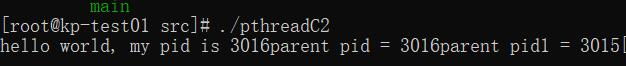 main
[root@kp-test01 src]# ./pthreadC2
hello world, my pid is 3016parent pid = 3016parent pid1 = 3015[